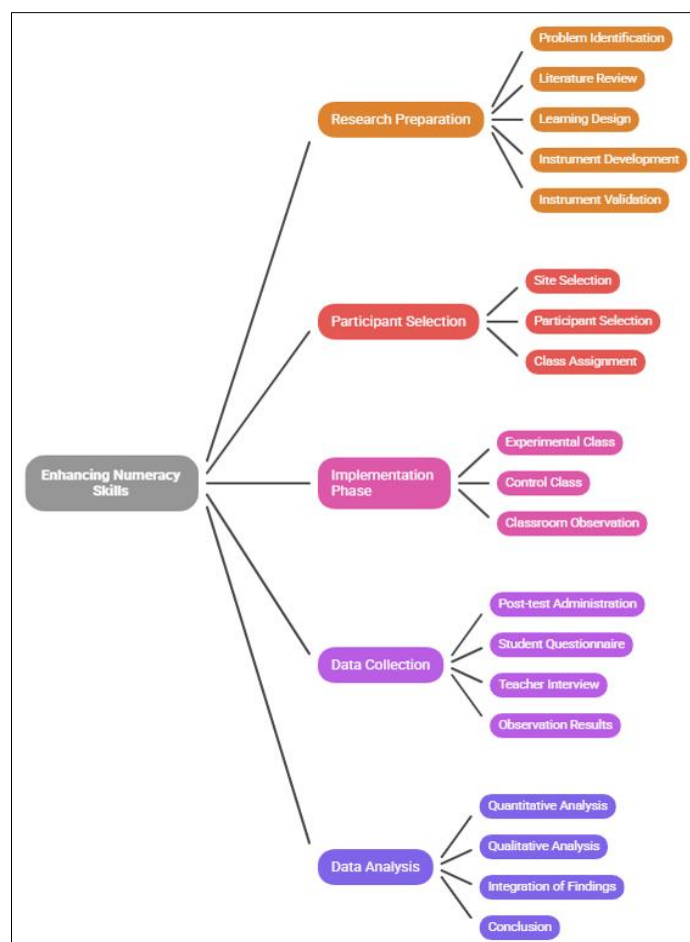 Enhancing Numeracy
Skills
Research Preparation
Problem Identification
Literature Review
Learning Design
Instrument Development
Instrument Validation
Participant Selection
Site Selection
Participant Selection
Class Assignment
Implementation
Phase
Experimental Class
Control Class
Classroom Observation
Data Collection
Post-test Administration
Student Questionnaire
Teacher Interview
Observation Results
Data Analysis
Quantitative Analysis
Qualitative Analysis
Integration of Findings
Conclusion